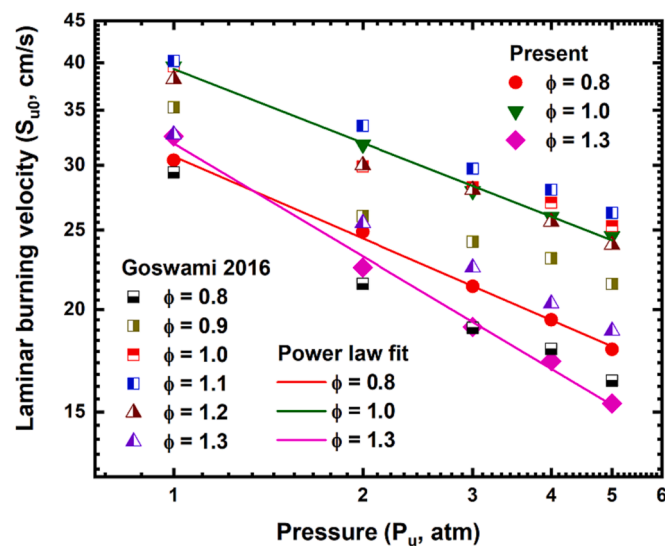 45
40
35
30
25
20
15
Laminar burning velocity (Su0, cm/s)
Present
ϕ = 0.8
ϕ = 1.0
ϕ = 1.3
Goswami 2016
ϕ = 0.8
ϕ = 0.9
ϕ = 1.0
ϕ = 1.1
ϕ = 1.2
ϕ = 1.3
Power law fit
ϕ = 0.8
ϕ = 1.0
ϕ = 1.3
1 2 3 4 5 6
Pressure (Pu, atm)